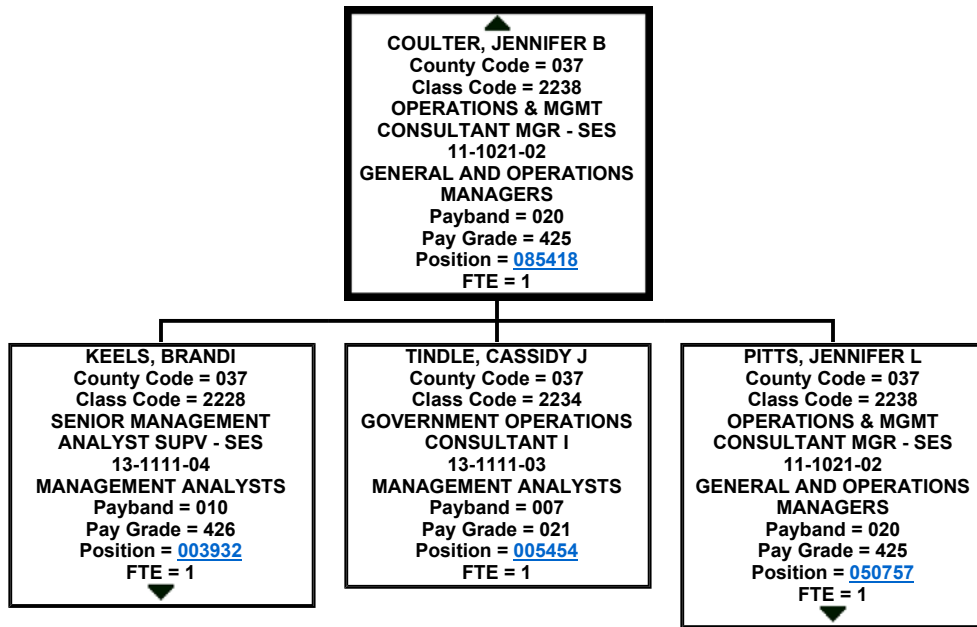 COULTER, JENNIFER B
County Code = 037
Class Code = 2238
OPERATIONS & MGMT
CONSULTANT MGR - SES
11-1021-02
GENERAL AND OPERATIONS
MANAGERS
Payband = 020
Pay Grade = 425
Position = 085418
FTE = 1
KEELS, BRANDI
County Code = 037
Class Code = 2228
SENIOR MANAGEMENT
ANALYST SUPV - SES
13-1111-04
MANAGEMENT ANALYSTS
Payband = 010
Pay Grade = 426
Position = 003932
FTE = 1
TINDLE, CASSIDY J
County Code = 037
Class Code = 2234
GOVERNMENT OPERATIONS
CONSULTANT I
13-1111-03
MANAGEMENT ANALYSTS
Payband = 007
Pay Grade = 021
Position = 005454
FTE = 1
PITTS, JENNIFER L
County Code = 037
Class Code = 2238
OPERATIONS & MGMT
CONSULTANT MGR - SES
11-1021-02
GENERAL AND OPERATIONS
MANAGERS
Payband = 020
Pay Grade = 425
Position = 050757
FTE = 1